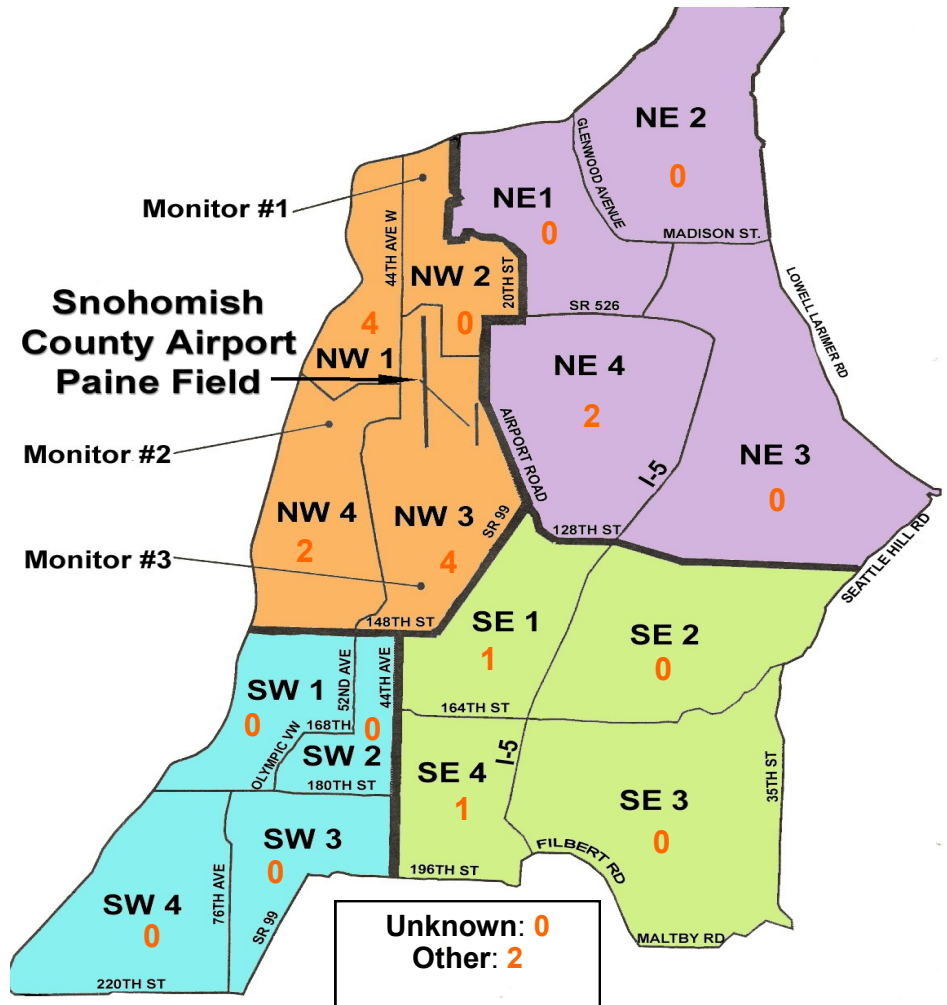 NE 2
0
GLENWOOD AVENUE
Monitor #1
NE1
0
MADISON ST.
44TH AVE W
NW 2
0
20TH ST
SR 526
LOWELL LARIMER RD
Snohomish
County Airport
Paine Field
4
NW 1
NE 4
2
AIRPORT ROAD
I-5
NE 3
0
Monitor #2
NW 4
2
NW 3
4
SR 99
128TH ST
SEATTLE HILL RD
Monitor #3
148TH ST
SE 1
1
SE 2
0
52ND AVE
44TH AVE
SW 1
0
168TH
0
SW 2
OLYMPIC VW
180TH ST
164TH ST
I-5
SE 4
1
SE 3
0
35TH ST
SW 3
0
196TH ST
FILBERT RD
76TH AVE
SR 99
SW 4
0
MALTBY RD
220TH ST
Unknown: 0
Other: 2